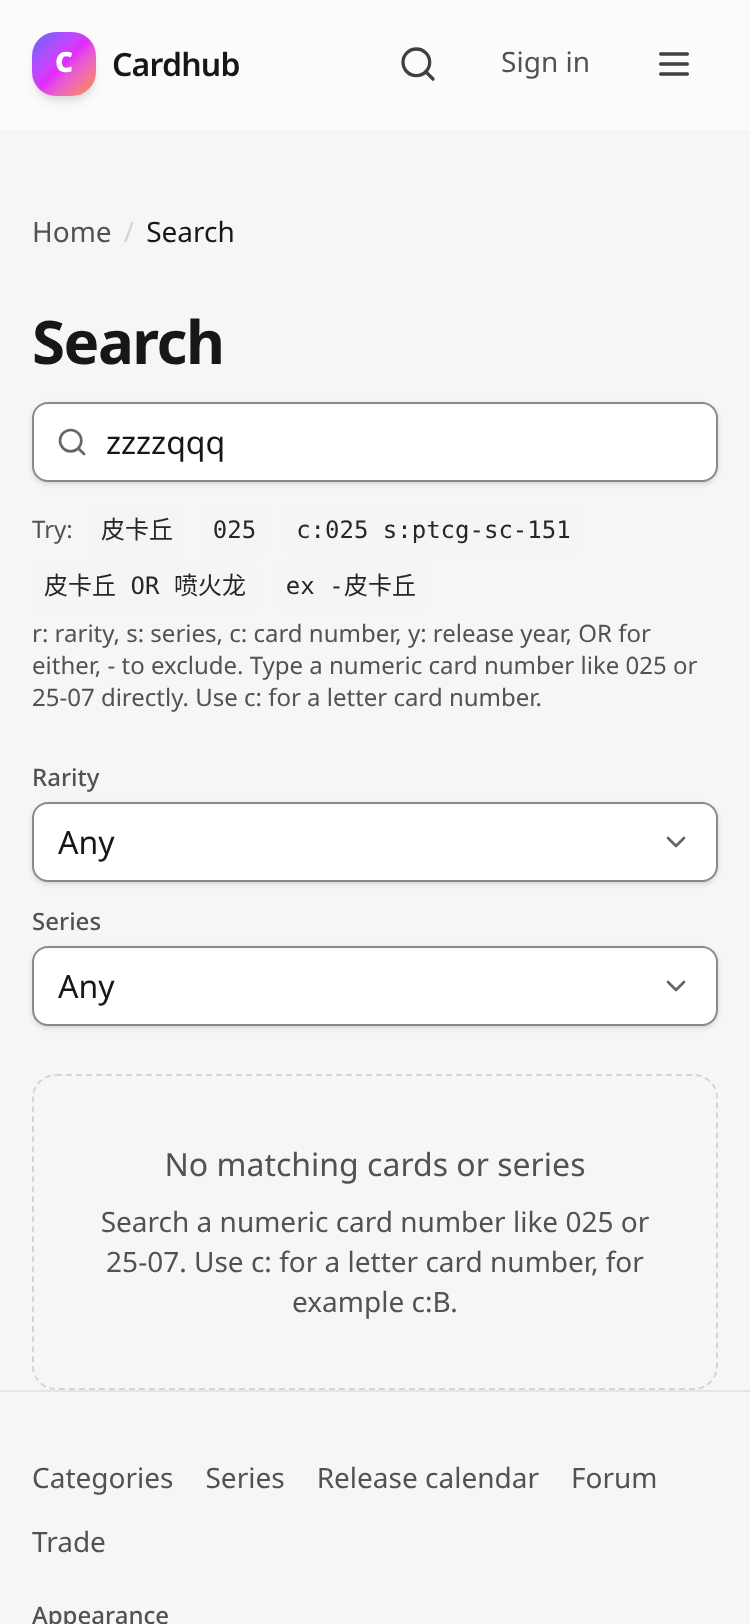 C Cardhub Sign in
Home / Search
Search
zzzzqqq
Try: 皮卡丘 025 c:025 s:ptcg-sc-151
皮卡丘 OR 喷火龙 ex -皮卡丘
r: rarity, s: series, c: card number, y: release year, OR for
either, - to exclude. Type a numeric card number like 025 or
25-07 directly. Use c: for a letter card number.
Rarity
Any
Series
Any
No matching cards or series
Search a numeric card number like 025 or
25-07. Use c: for a letter card number, for
example c:B.
Categories Series Release calendar Forum
Trade
Appearance